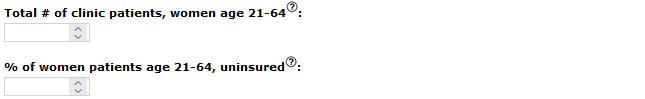 Total # of clinic patients, women age 21-64?:
% of women patients age 21-64, uninsured?: